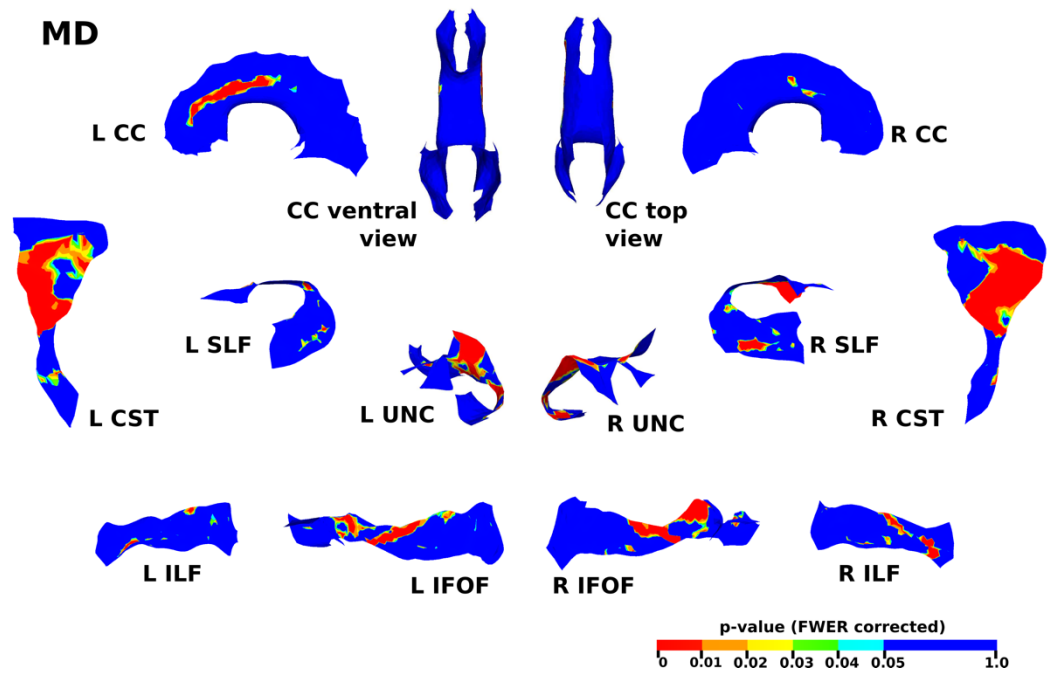 MD
L CC
R CC
CC ventral
view
CC top
view
L SLF
R SLF
L CST
L UNC
R UNC
R CST
L ILF
L IFOF
R IFOF
R ILF
p-value (FWER corrected)
0 0.01 0.02 0.03 0.04 0.05 1.0